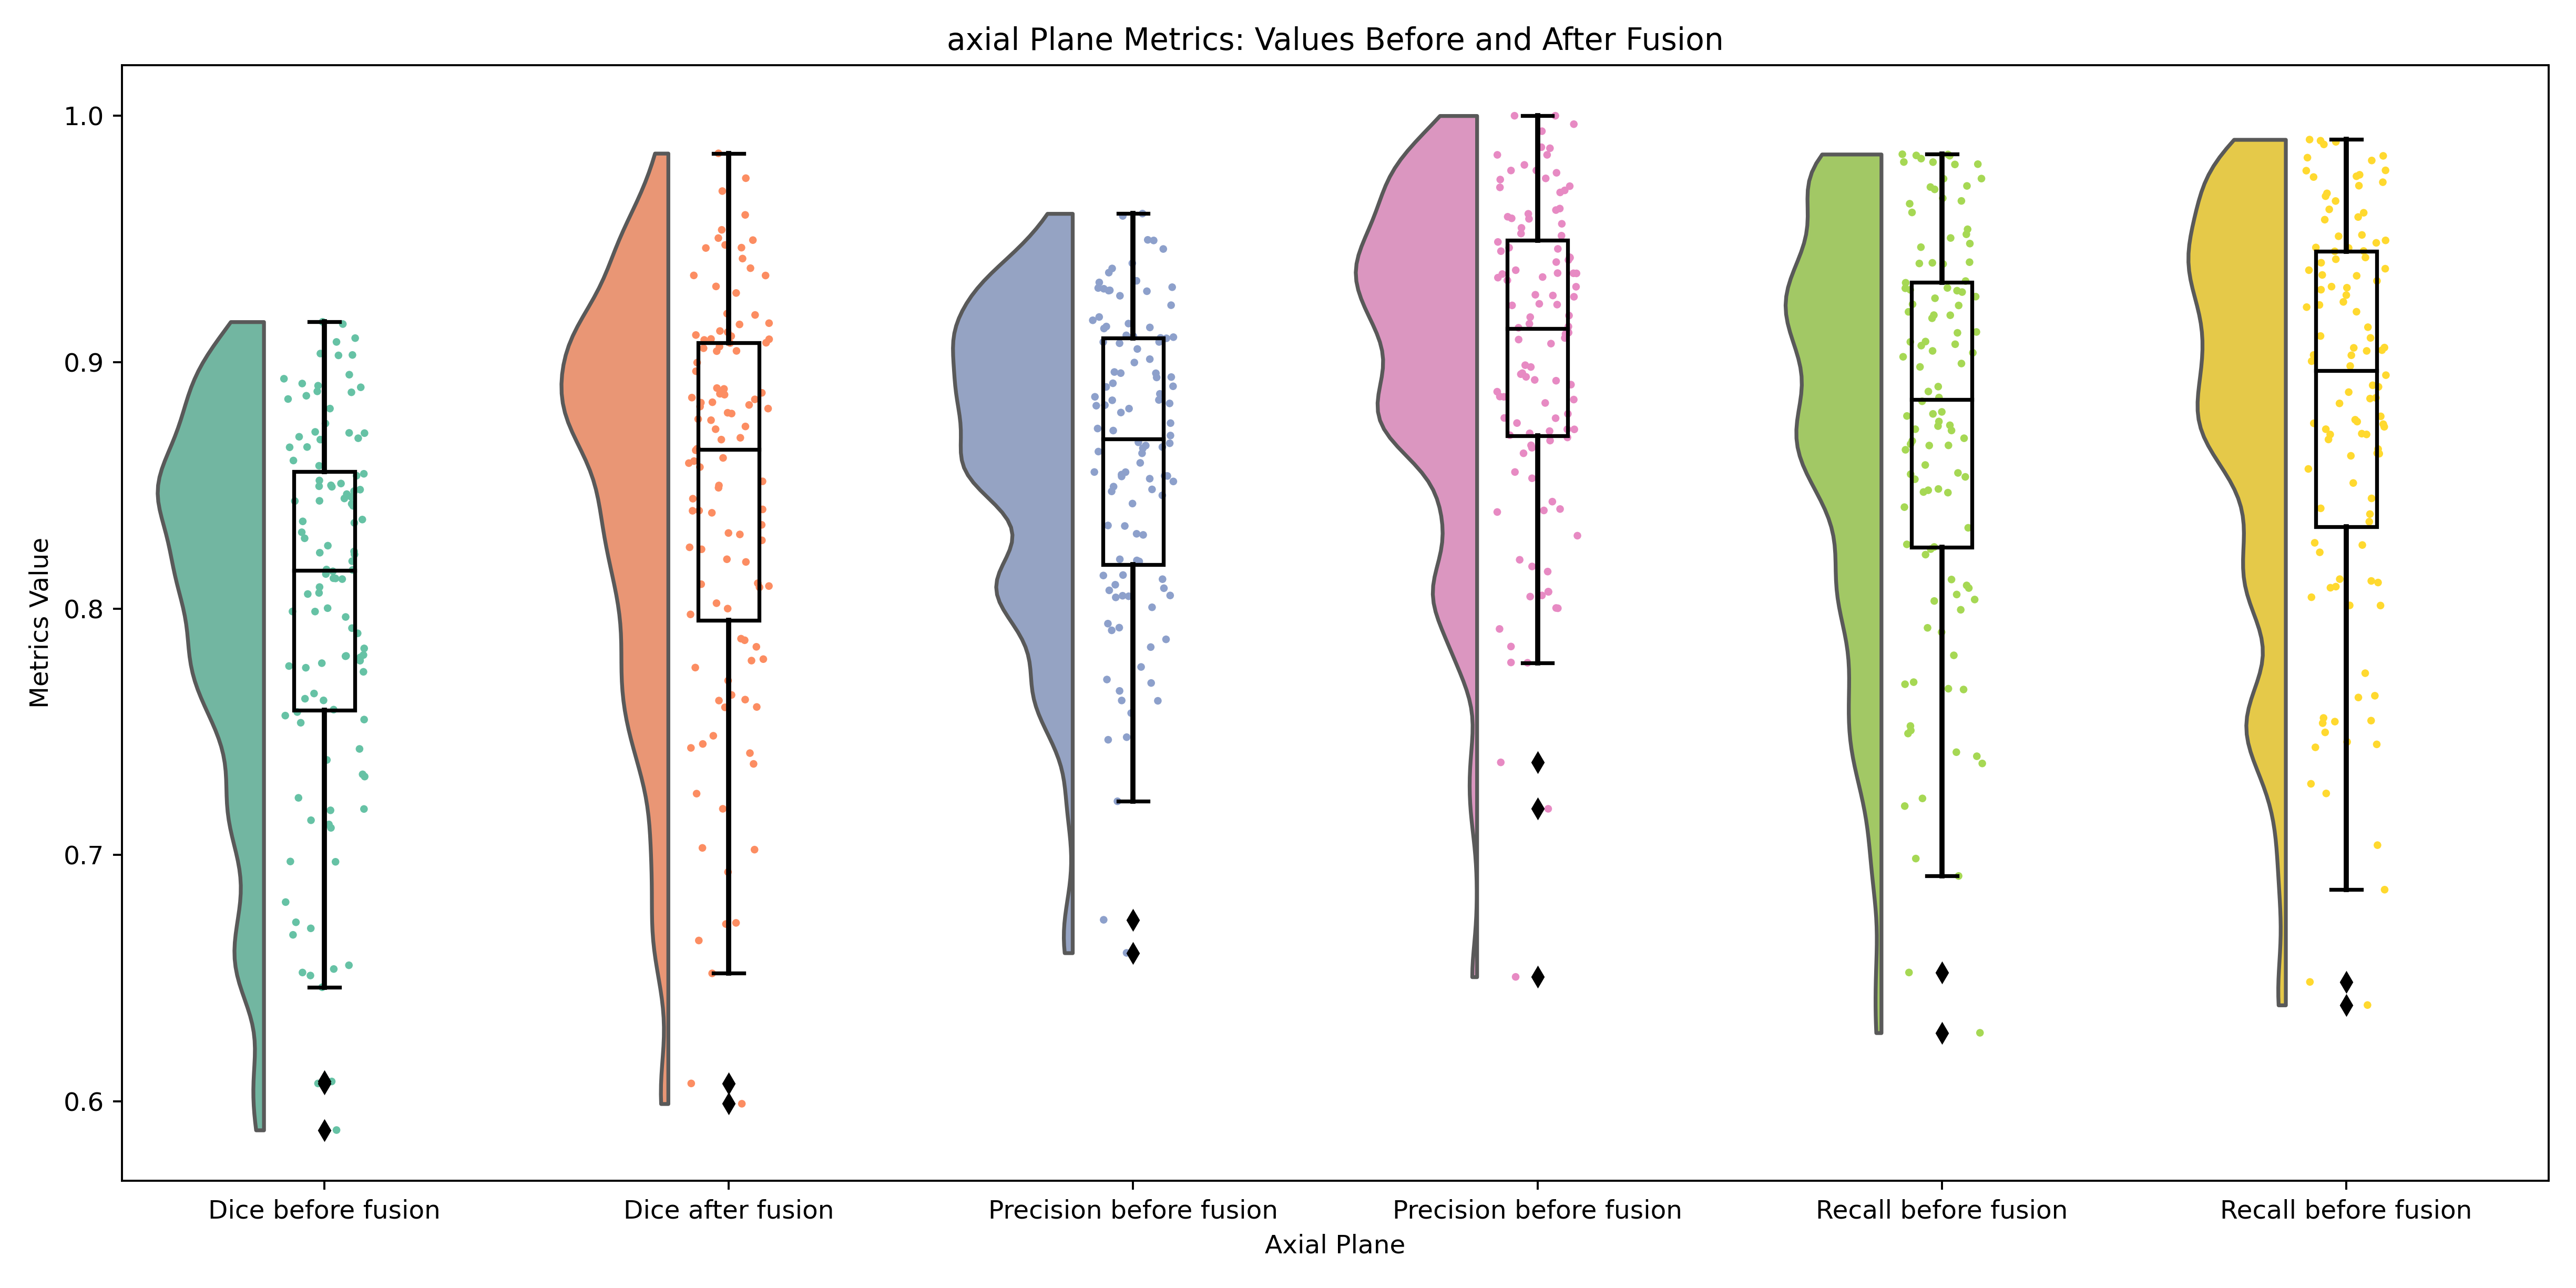 axial Plane Metrics: Values Before and After Fusion
1.0
0.9
0.8
0.7
0.6
Metrics Value
Dice before fusion
Dice after fusion
Precision before fusion
Precision before fusion
Recall before fusion
Recall before fusion
Axial Plane